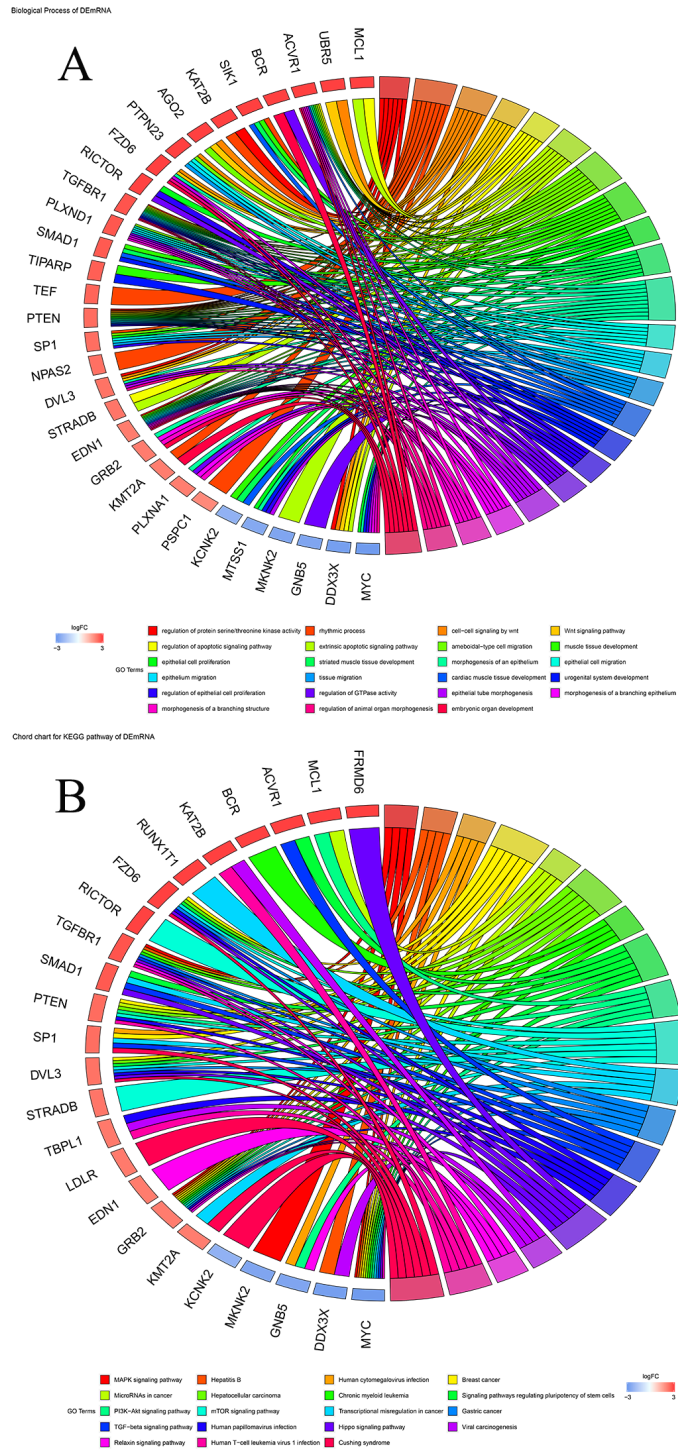 Biological Process of DEmRNA
A
MCL1
UBR5
ACVR1
BCR
SIK1
KAT2B
AGO2
PTPN23
FZD6
RICTOR
TGFBR1
PLXND1
SMAD1
TIPARP
TEF
PTEN
SP1
NPAS2
DVL3
STRADB
EDN1
GRB2
KMT2A
PLXNA1
PSPC1
KCNK2
MTSS1
MKNK2
GNB5
DDX3X
MYC
logFC
−3 3
GO Terms
regulation of protein serine/threonine kinase activity rhythmic process cell−cell signaling by wnt Wnt signaling pathway
regulation of apoptotic signaling pathway extrinsic apoptotic signaling pathway ameboidal−type cell migration muscle tissue development
epithelial cell proliferation striated muscle tissue development morphogenesis of an epithelium epithelial cell migration
epithelium migration tissue migration cardiac muscle tissue development urogenital system development
regulation of epithelial cell proliferation regulation of GTPase activity epithelial tube morphogenesis morphogenesis of a branching epithelium
morphogenesis of a branching structure regulation of animal organ morphogenesis embryonic organ development
Chord chart for KEGG pathway of DEmRNA
B
FRMD6
MCL1
ACVR1
BCR
KAT2B
RUNX1T1
FZD6
RICTOR
TGFBR1
SMAD1
PTEN
SP1
DVL3
STRADB
TBPL1
LDLR
EDN1
GRB2
KMT2A
KCNK2
MKNK2
GNB5
DDX3X
MYC
GO Terms
MAPK signaling pathway Hepatitis B Human cytomegalovirus infection Breast cancer
MicroRNAs in cancer Hepatocellular carcinoma Chronic myeloid leukemia Signaling pathways regulating pluripotency of stem cells
PI3K−Akt signaling pathway mTOR signaling pathway Transcriptional misregulation in cancer Gastric cancer
TGF−beta signaling pathway Human papillomavirus infection Hippo signaling pathway Viral carcinogenesis
Relaxin signaling pathway Human T−cell leukemia virus 1 infection Cushing syndrome
logFC
−3 3